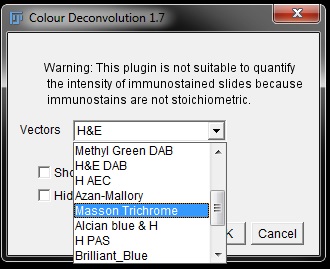 Colour Deconvolution 1.7
Warning: This plugin is not suitable to quantify
the intensity of immunostained slides because
immunostains are not stoichiometric.
Vectors H&E
Methyl Green DAB
H&E DAB
H AEC
Azan-Mallory
Masson Trichrome
Alcian blue & H
H PAS
Brilliant_Blue
Sho
Hid
K Cancel